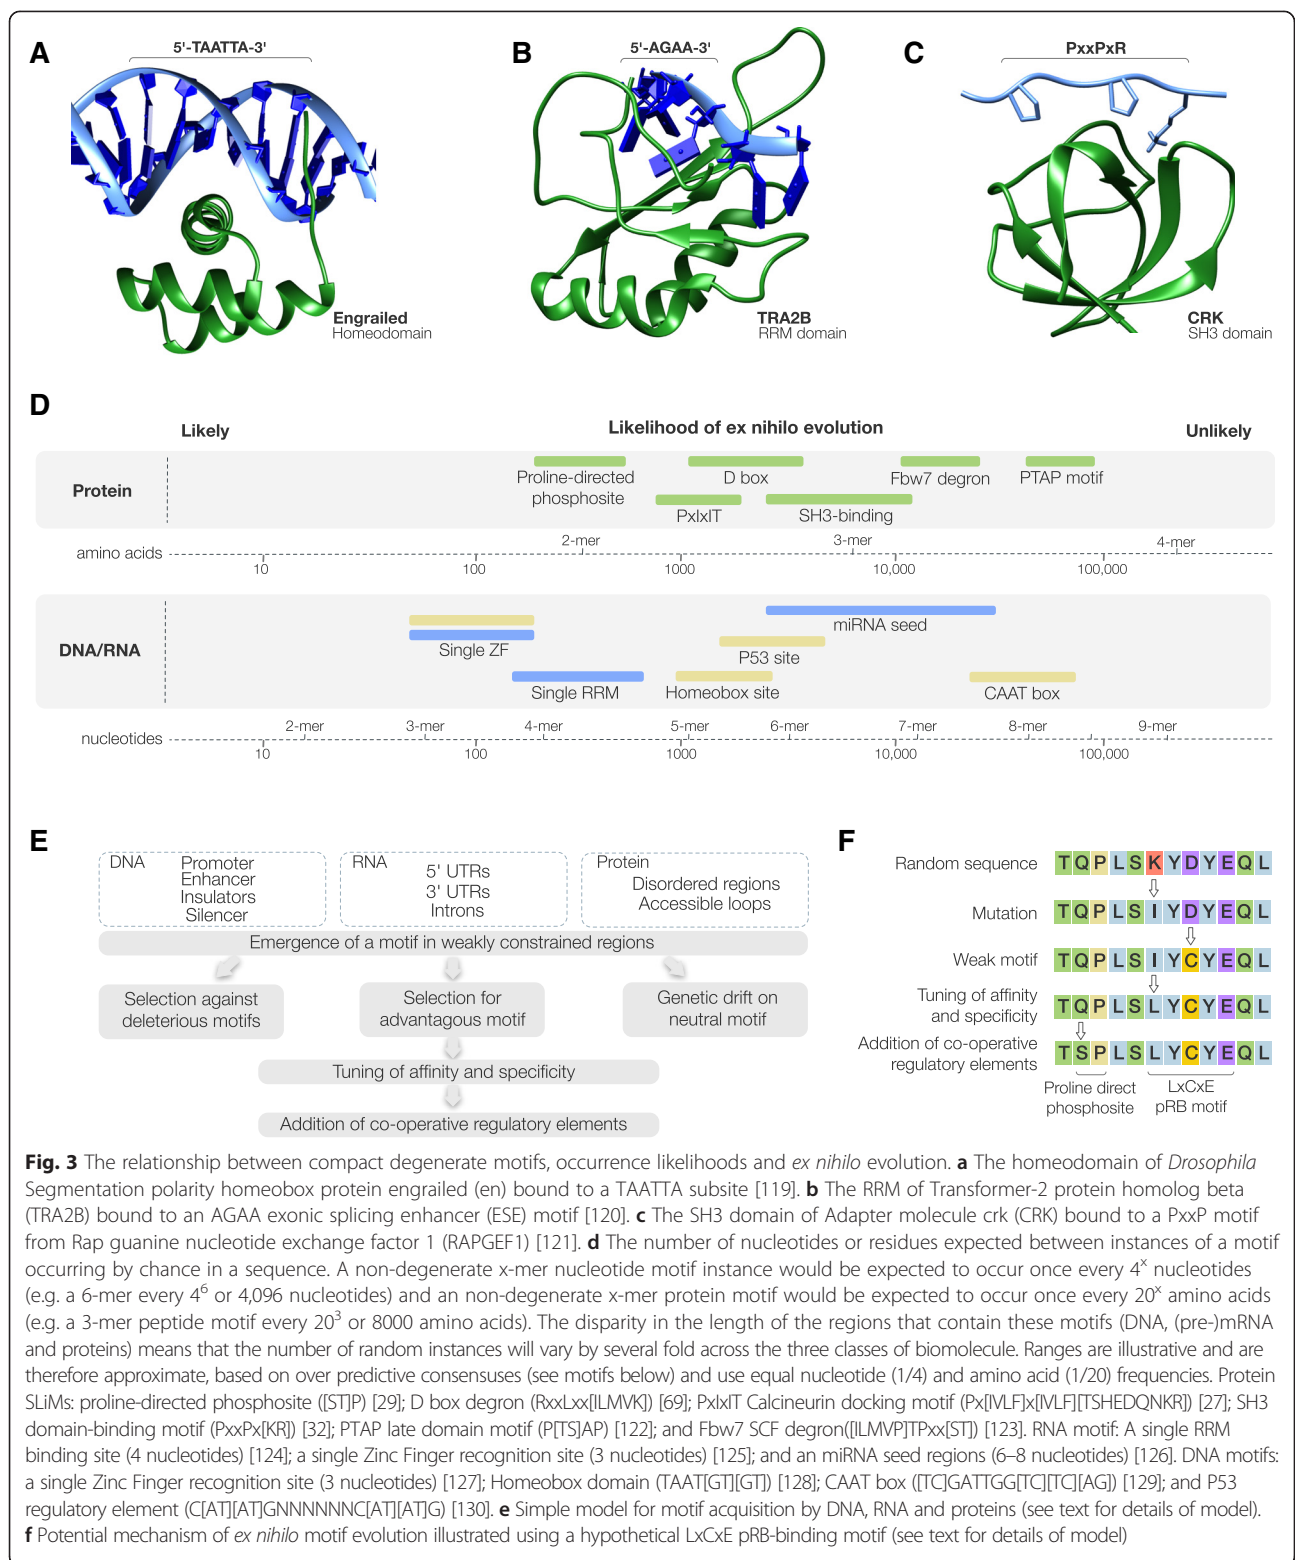 A
5'-TAATTA-3'
Engrailed
Homeodomain
B
5'-AGAA-3'
TRA2B
RRM domain
C
PxxPxR
CRK
SH3 domain
D
Likely
Likelihood of ex nihilo evolution
Unlikely
Protein
Proline-directed
phosphosite
D box
Fbw7 degron
PTAP motif
PxIxIT
SH3-binding
amino acids
2-mer
3-mer
4-mer
10
100
1000
10,000
100,000
DNA/RNA
miRNA seed
Single ZF
P53 site
Single RRM
Homeobox site
CAAT box
nucleotides
2-mer
3-mer
4-mer
5-mer
6-mer
7-mer
8-mer
9-mer
10
100
1000
10,000
100,000
E
DNA
Promoter
Enhancer
Insulators
Silencer
RNA
5' UTRs
3' UTRs
Introns
Protein
Disordered regions
Accessible loops
Emergence of a motif in weakly constrained regions
Selection against
deleterious motifs
Selection for
advantagous motif
Genetic drift on
neutral motif
Tuning of affinity and specificity
Addition of co-operative regulatory elements
F
Random sequence
T Q P L S K Y D Y E Q L
Mutation
T Q P L S I Y D Y E Q L
Weak motif
T Q P L S I Y C Y E Q L
Tuning of affinity
and specificity
T Q P L S L Y C Y E Q L
Addition of co-operative
regulatory elements
T S P L S L Y C Y E Q L
Proline direct
phosphosite
LxCxE
pRB motif
Fig. 3 The relationship between compact degenerate motifs, occurrence likelihoods and ex nihilo evolution. a The homeodomain of Drosophila
Segmentation polarity homeobox protein engrailed (en) bound to a TAATTA subsite [119]. b The RRM of Transformer-2 protein homolog beta
(TRA2B) bound to an AGAA exonic splicing enhancer (ESE) motif [120]. c The SH3 domain of Adapter molecule crk (CRK) bound to a PxxP motif
from Rap guanine nucleotide exchange factor 1 (RAPGEF1) [121]. d The number of nucleotides or residues expected between instances of a motif
occurring by chance in a sequence. A non-degenerate x-mer nucleotide motif instance would be expected to occur once every 4ˣ nucleotides
(e.g. a 6-mer every 4⁶ or 4,096 nucleotides) and an non-degenerate x-mer protein motif would be expected to occur once every 20ˣ amino acids
(e.g. a 3-mer peptide motif every 20³ or 8000 amino acids). The disparity in the length of the regions that contain these motifs (DNA, (pre-)mRNA
and proteins) means that the number of random instances will vary by several fold across the three classes of biomolecule. Ranges are illustrative and are
therefore approximate, based on over predictive consensuses (see motifs below) and use equal nucleotide (1/4) and amino acid (1/20) frequencies. Protein
SLiMs: proline-directed phosphosite ([ST]P) [29]; D box degron (RxxLxx[ILMVK]) [69]; PxIxIT Calcineurin docking motif (Px[IVLF]x[IVLF][TSHEDQNKR]) [27]; SH3
domain-binding motif (PxxPx[KR]) [32]; PTAP late domain motif (P[TS]AP) [122]; and Fbw7 SCF degron([ILMVP]TPxx[ST]) [123]. RNA motif: A single RRM
binding site (4 nucleotides) [124]; a single Zinc Finger recognition site (3 nucleotides) [125]; and an miRNA seed regions (6–8 nucleotides) [126]. DNA motifs:
a single Zinc Finger recognition site (3 nucleotides) [127]; Homeobox domain (TAAT[GT][GT]) [128]; CAAT box ([TC]GATTGG[TC][TC][AG]) [129]; and P53
regulatory element (C[AT][AT]GNNNNNNC[AT][AT]G) [130]. e Simple model for motif acquisition by DNA, RNA and proteins (see text for details of model).
f Potential mechanism of ex nihilo motif evolution illustrated using a hypothetical LxCxE pRB-binding motif (see text for details of model)